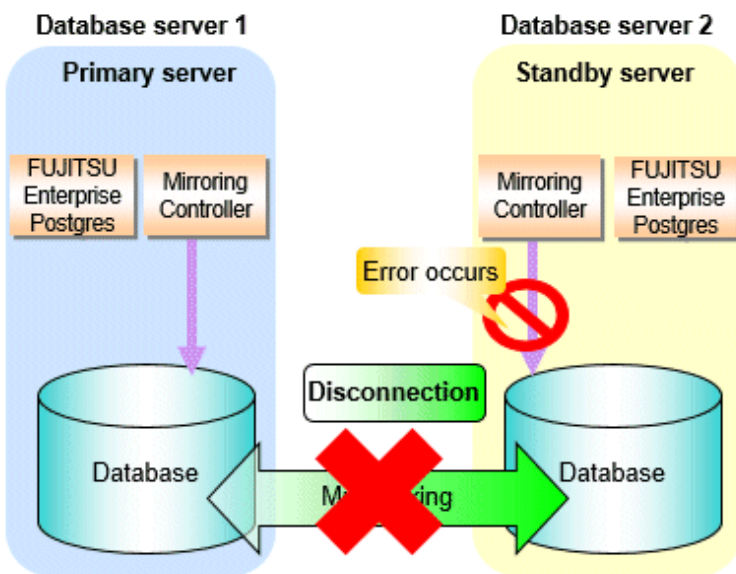 Database server 1
Database server 2
Primary server
Standby server
FUJITSU
Enterprise
Postgres
Mirroring
Controller
Mirroring
Controller
FUJITSU
Enterprise
Postgres
Error occurs
Disconnection
Database
Database